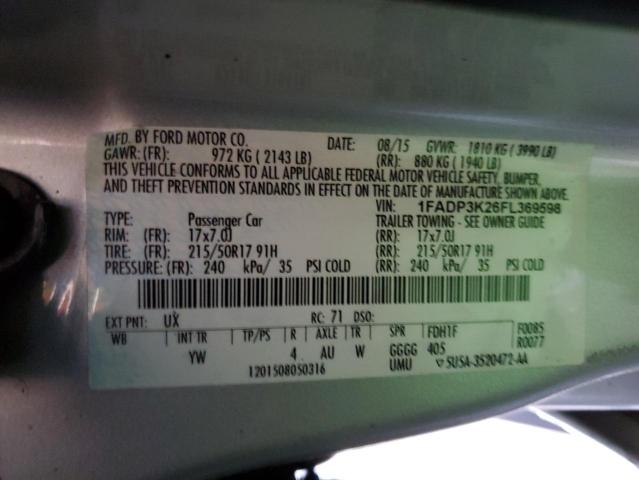 MFD. BY FORD MOTOR CO. DATE: 08/15 GVWR: 1810 KG ( 3990 LB)
GAWR: (FR): 972 KG ( 2143 LB) (RR): 880 KG ( 1940 LB)
THIS VEHICLE CONFORMS TO ALL APPLICABLE FEDERAL MOTOR VEHICLE SAFETY, BUMPER,
AND THEFT PREVENTION STANDARDS IN EFFECT ON THE DATE OF MANUFACTURE SHOWN ABOVE.
VIN: 1FADP3K26FL369598
TYPE: Passenger Car TRAILER TOWING - SEE OWNER GUIDE
RIM: (FR): 17x7.0J (RR): 17x7.0J
TIRE: (FR): 215/50R17 91H (RR): 215/50R17 91H
PRESSURE: (FR): 240 kPa/ 35 PSI COLD (RR): 240 kPa/ 35 PSI COLD
EXT PNT: UX RC: 71 DSO:
WB INT TR TP/PS R AXLE TR SPR FDH1F F0085
YW 4 AU W GGGG 405 R0077
1201508050316 UMU 5U5A-3520472-AA